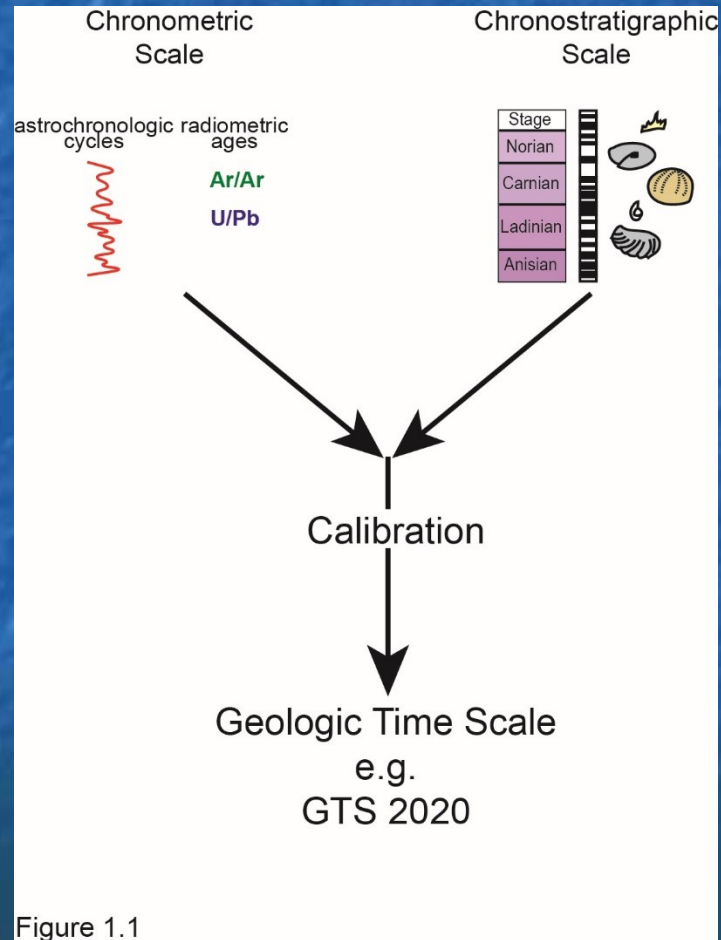 Chronometric
Scale
Chronostratigraphic
Scale
astrochronologic
cycles
radiometric
ages
Ar/Ar
U/Pb
Stage
Norian
Carnian
Ladinian
Anisian
Calibration
Geologic Time Scale
e.g.
GTS 2020
Figure 1.1